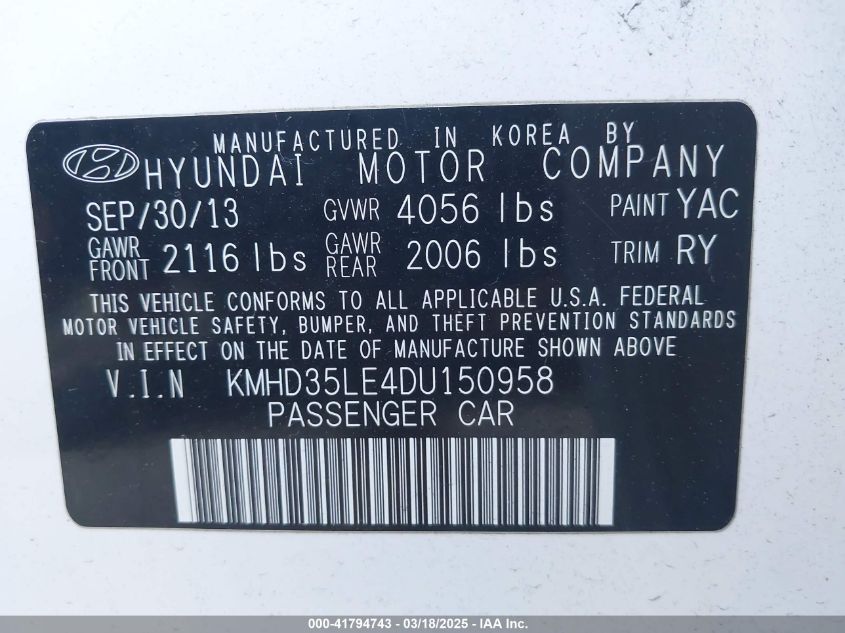 MANUFACTURED IN KOREA BY
HYUNDAI MOTOR COMPANY
SEP/30/13 GVWR 4056 lbs PAINT YAC
GAWR FRONT 2116 lbs GAWR REAR 2006 lbs TRIM RY
THIS VEHICLE CONFORMS TO ALL APPLICABLE U.S.A. FEDERAL
MOTOR VEHICLE SAFETY, BUMPER, AND THEFT PREVENTION STANDARDS
IN EFFECT ON THE DATE OF MANUFACTURE SHOWN ABOVE
V.I.N KMHD35LE4DU150958
PASSENGER CAR
000-41794743 - 03/18/2025 - IAA Inc.